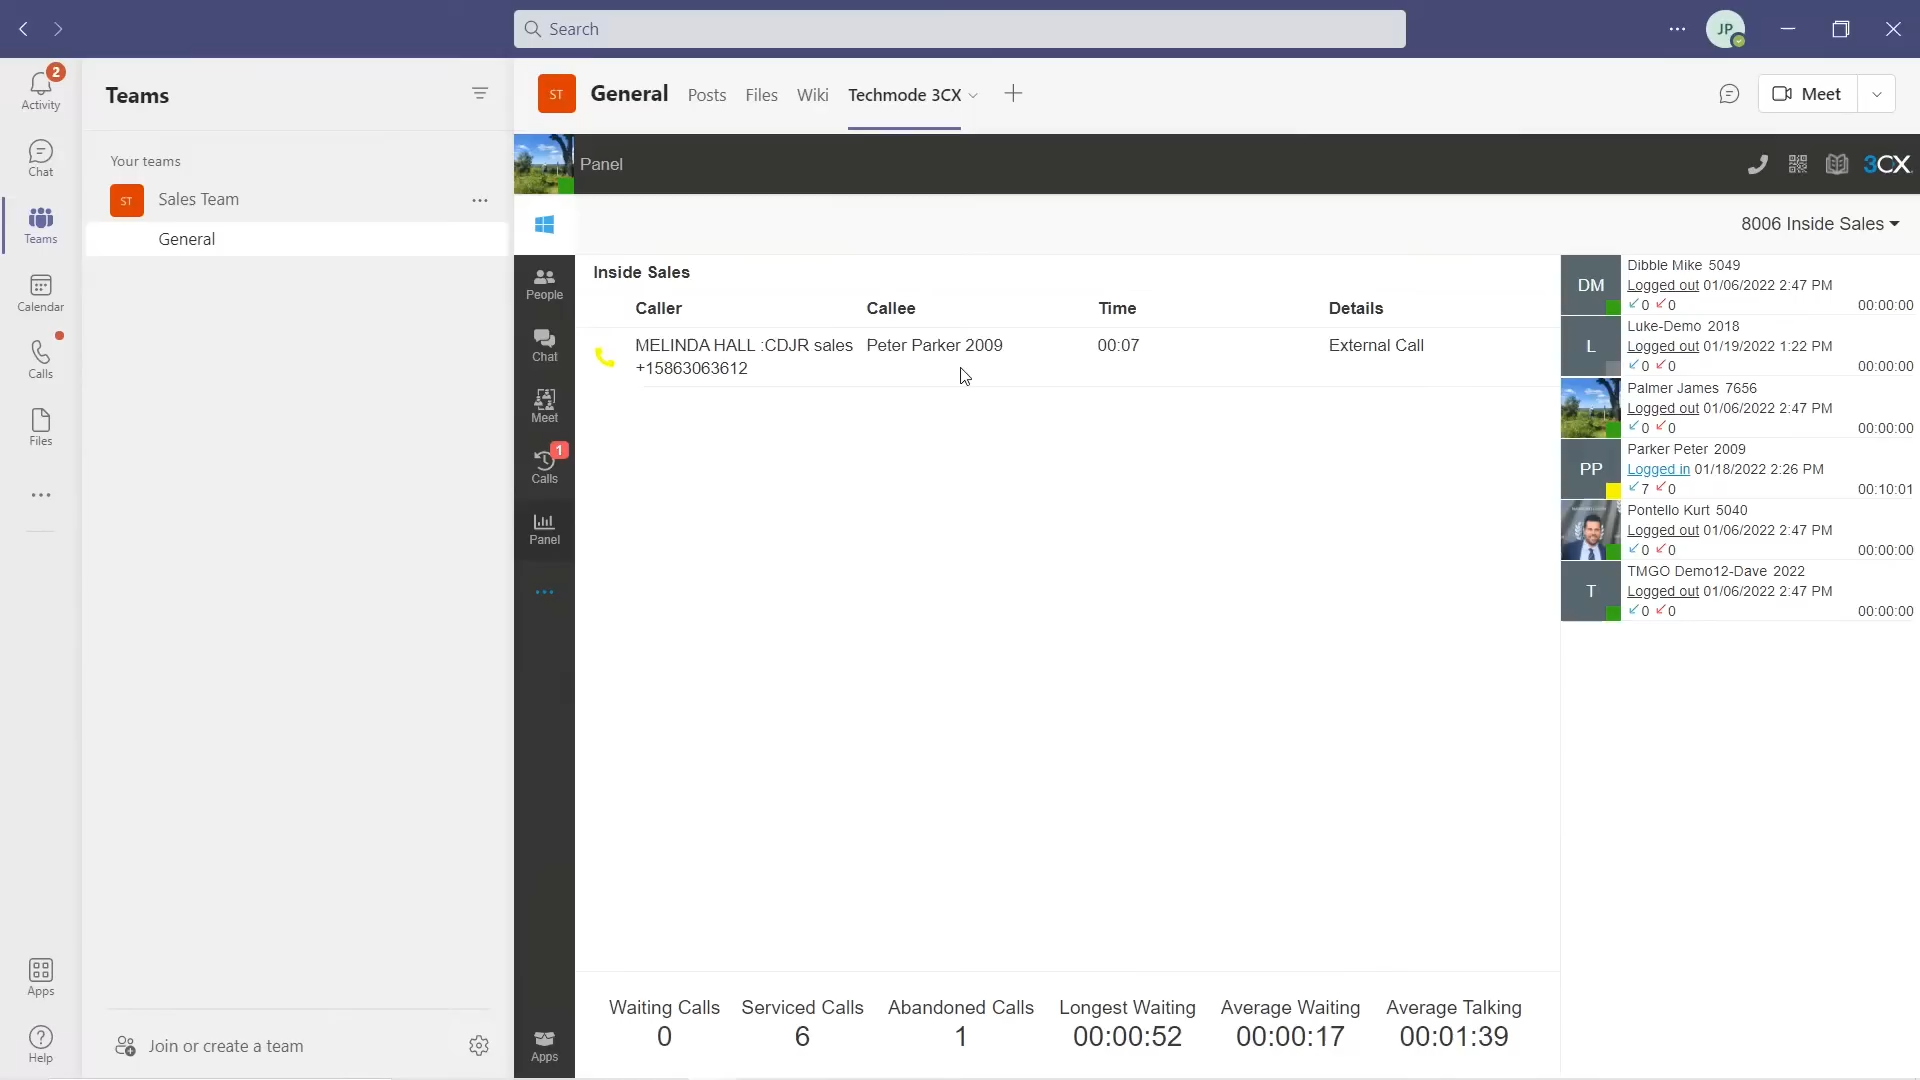 Search
JP
2
Activity
Chat
Teams
Calendar
Calls
Files
Apps
Help
Teams
Your teams
ST Sales Team
General
Join or create a team
ST General Posts Files Wiki Techmode 3CX
Meet
Panel
3CX
8006 Inside Sales
People
Chat
Meet
1
Calls
Panel
Apps
Inside Sales
Caller Callee Time Details
MELINDA HALL :CDJR sales Peter Parker 2009 00:07 External Call
+15863063612
DM
Dibble Mike 5049
Logged out 01/06/2022 2:47 PM
0 0 00:00:00
L
Luke-Demo 2018
Logged out 01/19/2022 1:22 PM
0 0 00:00:00
Palmer James 7656
Logged out 01/06/2022 2:47 PM
0 0 00:00:00
PP
Parker Peter 2009
Logged in 01/18/2022 2:26 PM
7 0 00:10:01
Pontello Kurt 5040
Logged out 01/06/2022 2:47 PM
0 0 00:00:00
T
TMGO Demo12-Dave 2022
Logged out 01/06/2022 2:47 PM
0 0 00:00:00
Waiting Calls Serviced Calls Abandoned Calls Longest Waiting Average Waiting Average Talking
0 6 1 00:00:52 00:00:17 00:01:39